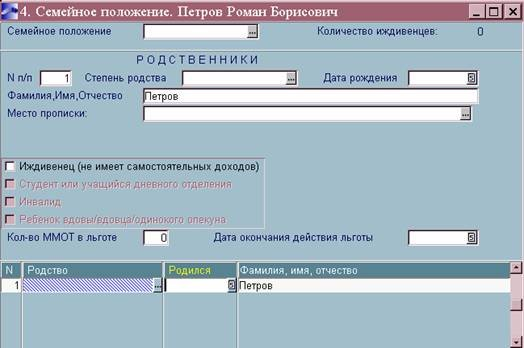 4. Семейное положение. Петров Роман Борисович
Семейное положение ... Количество иждивенцев: 0
РОДСТВЕННИКИ
N п/п 1 Степень родства ... Дата рождения
Фамилия,Имя,Отчество Петров
Место прописки: ...
Иждивенец (не имеет самостоятельных доходов)
Студент или учащийся дневного отделения
Инвалид
Ребенок вдовы/вдовца/одинокого опекуна
Кол-во ММОТ в льготе 0 Дата окончания действия льготы
N Родство Родился Фамилия, имя, отчество
1 ... Петров